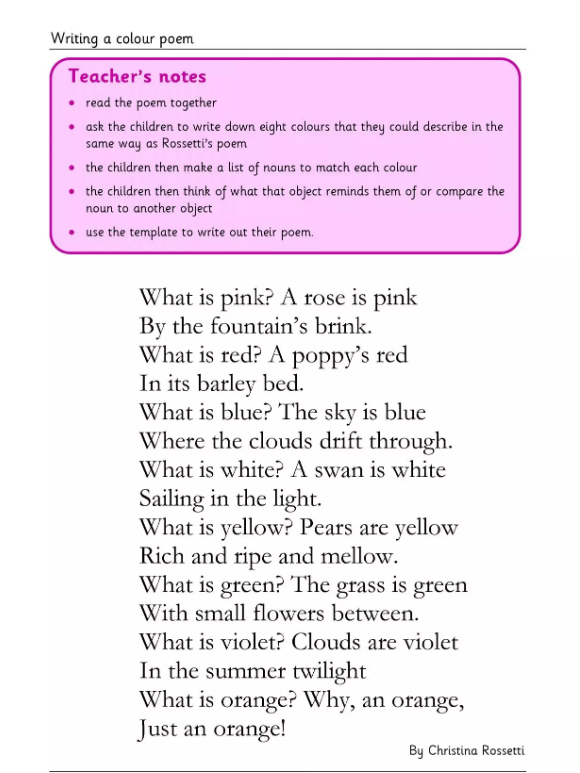 Writing a colour poem
Teacher's notes
• read the poem together
• ask the children to write down eight colours that they could describe in the
same way as Rossetti's poem
• the children then make a list of nouns to match each colour
• the children then think of what that object reminds them of or compare the
noun to another object
• use the template to write out their poem.
What is pink? A rose is pink
By the fountain's brink.
What is red? A poppy's red
In its barley bed.
What is blue? The sky is blue
Where the clouds drift through.
What is white? A swan is white
Sailing in the light.
What is yellow? Pears are yellow
Rich and ripe and mellow.
What is green? The grass is green
With small flowers between.
What is violet? Clouds are violet
In the summer twilight
What is orange? Why, an orange,
Just an orange!
By Christina Rossetti